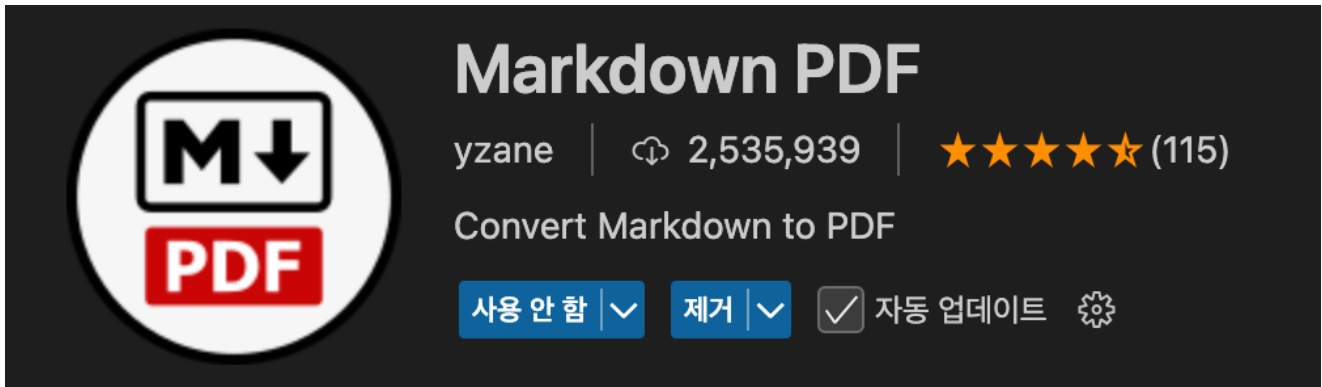 M
PDF
Markdown PDF
yzane 2,535,939 (115)
Convert Markdown to PDF
사용 안 함 제거 자동 업데이트